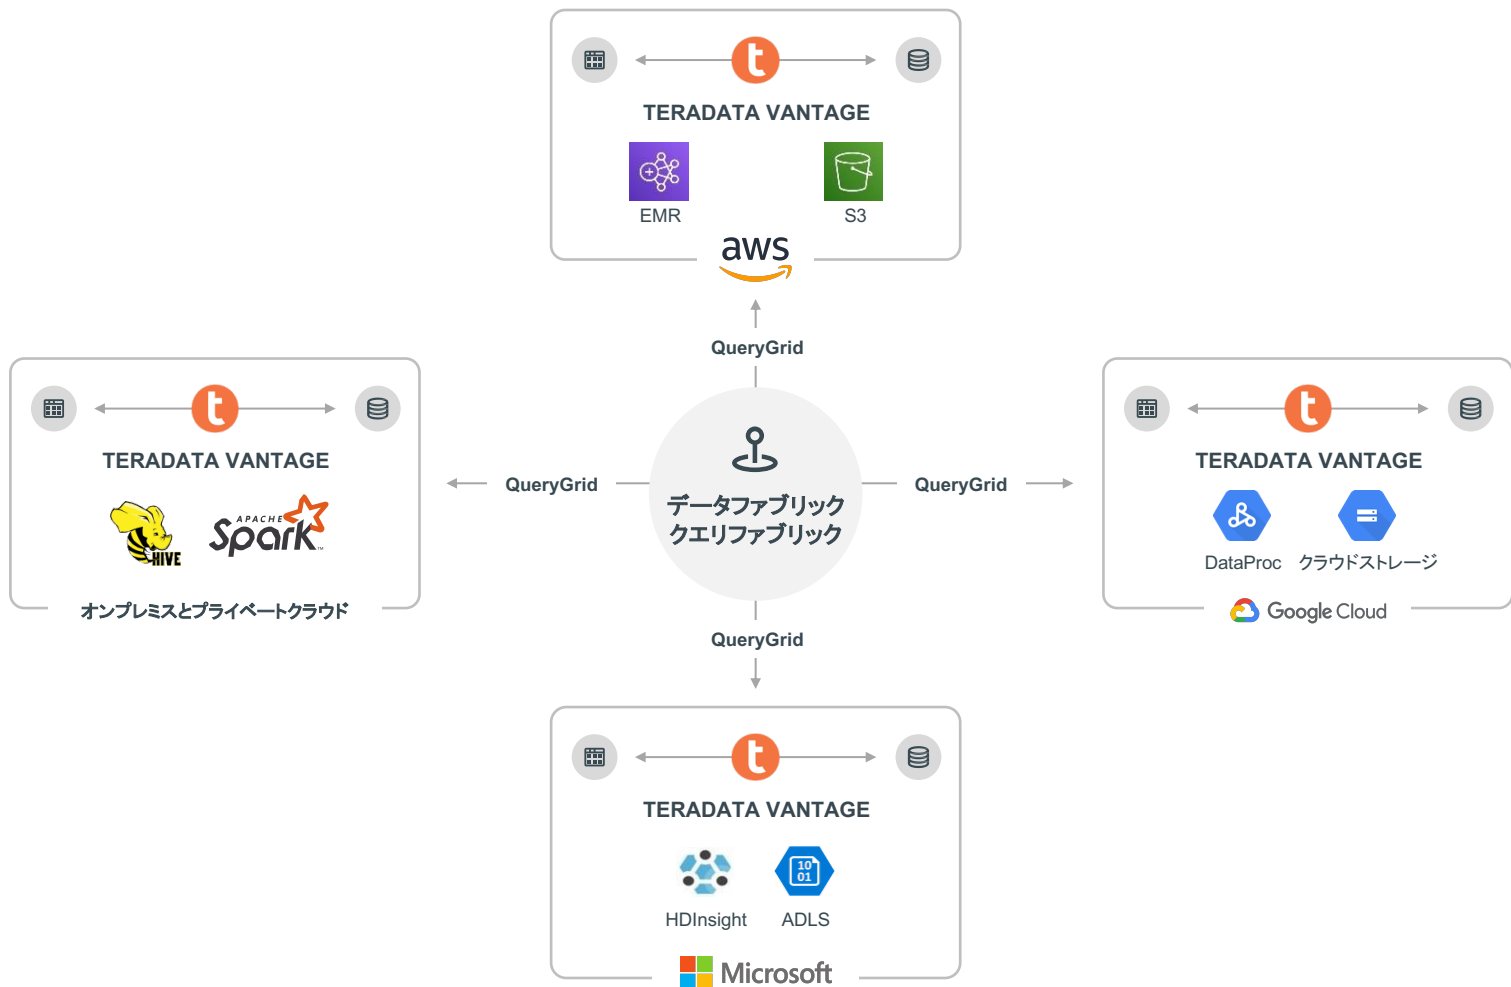 TERADATA VANTAGE
EMR
S3
aws
QueryGrid
TERADATA VANTAGE
HIVE
APACHE
Spark
TM
オンプレミスとプライベートクラウド
QueryGrid
データファブリック
クエリファブリック
QueryGrid
TERADATA VANTAGE
DataProc
クラウドストレージ
Google Cloud
QueryGrid
TERADATA VANTAGE
10
01
HDInsight
ADLS
Microsoft